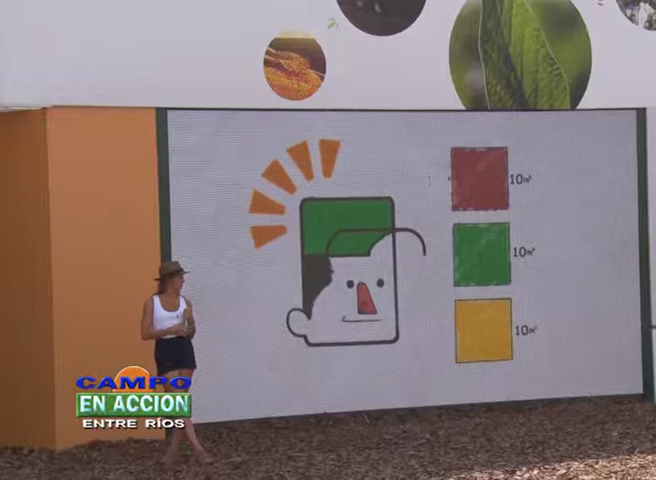 10m²
10m²
10m²
CAMPO
EN ACCION
ENTRE RÍOS